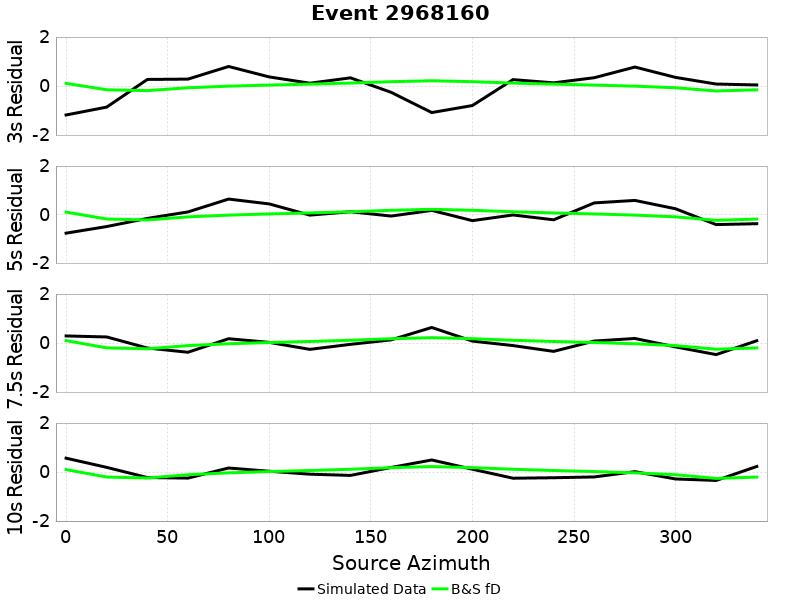 Event 2968160
3s Residual
2
0
-2
5s Residual
2
0
-2
7.5s Residual
2
0
-2
10s Residual
2
0
-2
0 50 100 150 200 250 300
Source Azimuth
Simulated Data B&S fD